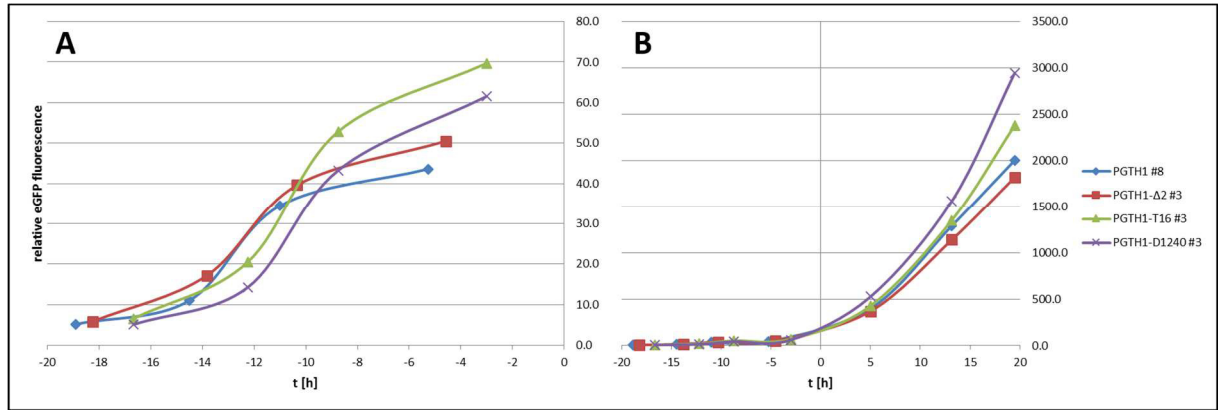 A
relative eGFP fluorescence
80.0
70.0
60.0
50.0
40.0
30.0
20.0
10.0
0.0
-20 -18 -16 -14 -12 -10 -8 -6 -4 -2 0
t [h]
B
3500.0
3000.0
2500.0
2000.0
1500.0
1000.0
500.0
0.0
-20 -15 -10 -5 0 5 10 15 20
t [h]
PGTH1 #8
PGTH1-Δ2 #3
PGTH1-T16 #3
PGTH1-D1240 #3